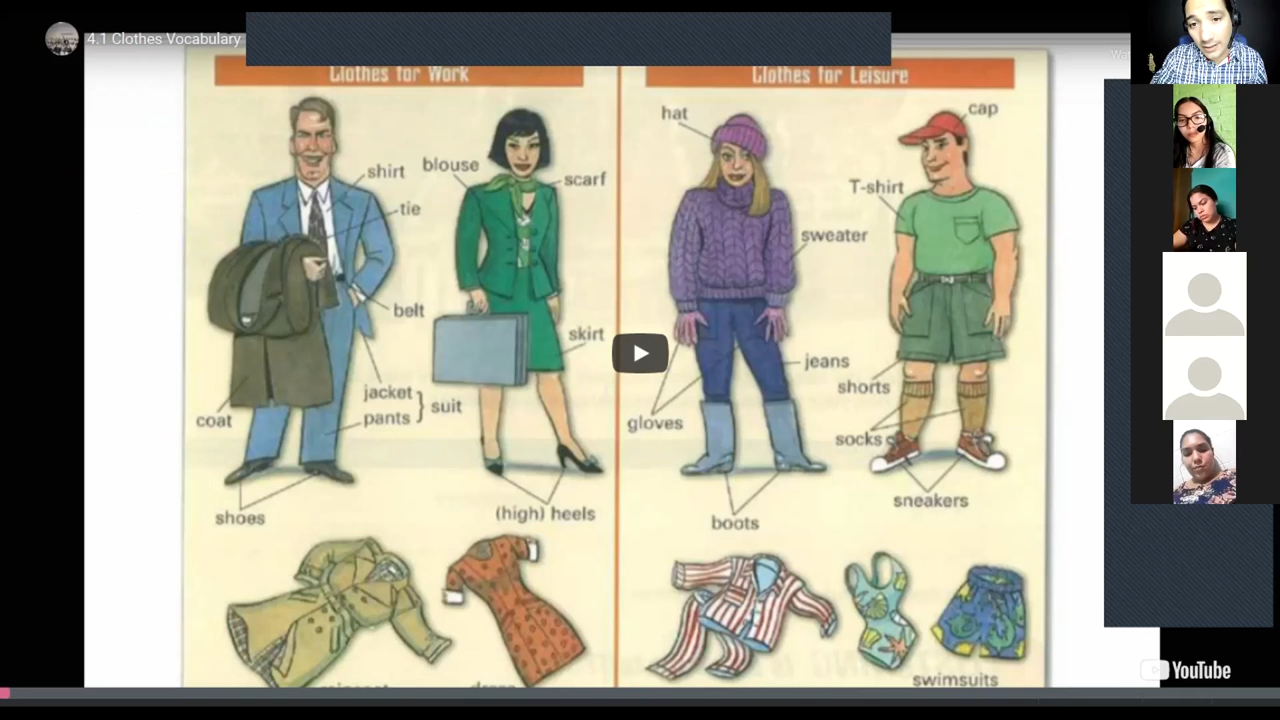 4.1 Clothes Vocabulary
Clothes for Work
Clothes for Leisure
shirt
tie
blouse
scarf
belt
skirt
jacket
pants
suit
coat
shoes
(high) heels
hat
cap
T-shirt
sweater
jeans
shorts
gloves
socks
sneakers
boots
swimsuits
YouTube